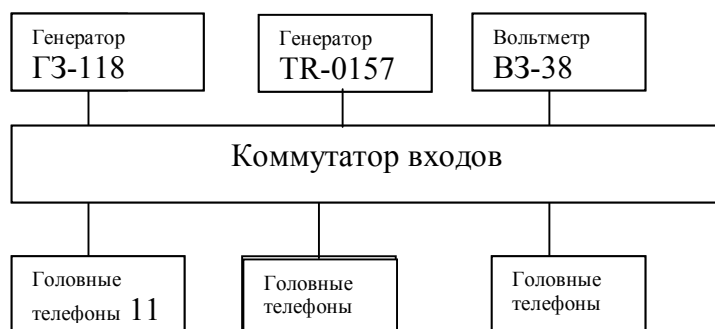 Генератор
ГЗ-118
Генератор
TR-0157
Вольтметр
ВЗ-38
Коммутатор входов
Головные
телефоны 11
Головные
телефоны
Головные
телефоны